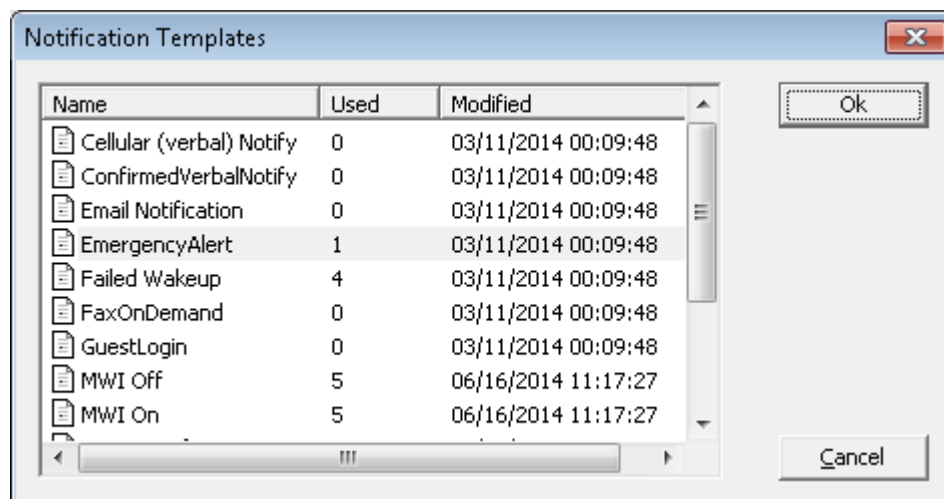 Notification Templates
Name Used Modified
Cellular (verbal) Notify 0 03/11/2014 00:09:48
ConfirmedVerbalNotify 0 03/11/2014 00:09:48
Email Notification 0 03/11/2014 00:09:48
EmergencyAlert 1 03/11/2014 00:09:48
Failed Wakeup 4 03/11/2014 00:09:48
FaxOnDemand 0 03/11/2014 00:09:48
GuestLogin 0 03/11/2014 00:09:48
MWI Off 5 06/16/2014 11:17:27
MWI On 5 06/16/2014 11:17:27
Ok
Cancel